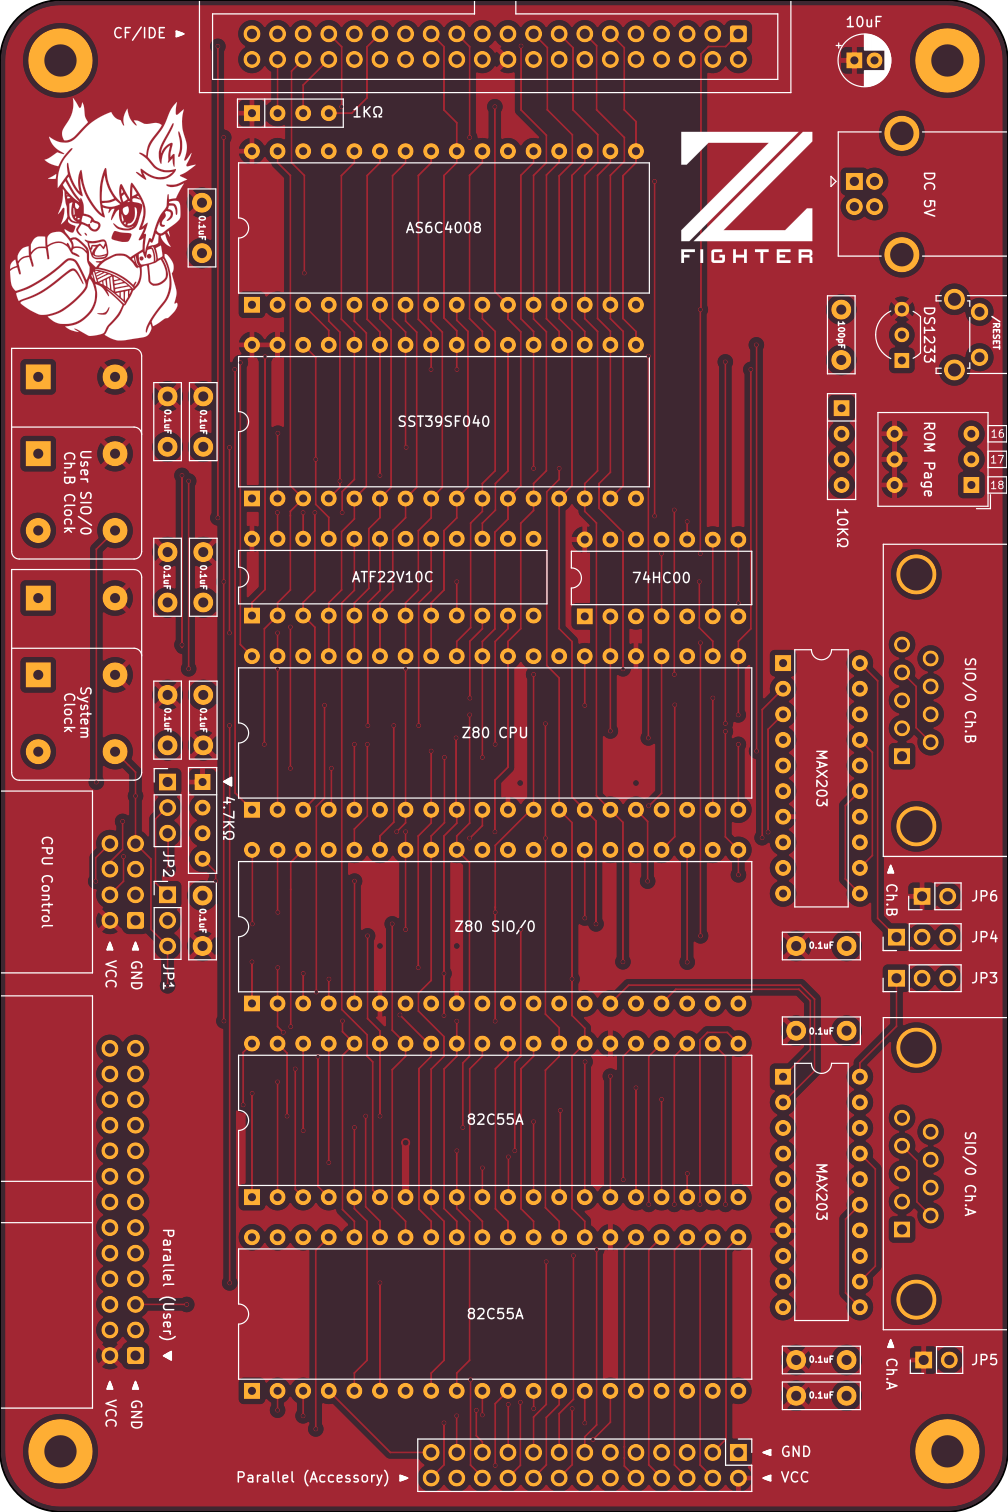 CF/IDE ►
10uF
+
1KΩ
0.1uF
AS6C4008
Z
FIGHTER
DC 5V
100pF
DS1233
/RESET
SST39SF040
0.1uF
0.1uF
ROM Page
16
17
18
User SIO/0
Ch.B Clock
10KΩ
0.1uF
0.1uF
ATF22V10C
74HC00
System
Clock
0.1uF
0.1uF
Z80 CPU
SIO/0 Ch.B
MAX203
◄ 4.7KΩ
JP2
CPU Control
0.1uF
Z80 SIO/0
◄ Ch.B
JP6
JP4
0.1uF
JP3
◄ VCC
◄ GND
JP1
0.1uF
82C55A
MAX203
SIO/0 Ch.A
Parallel (User) ►
82C55A
0.1uF
◄ Ch.A
JP5
0.1uF
◄ VCC
◄ GND
◄ GND
Parallel (Accessory) ►
◄ VCC